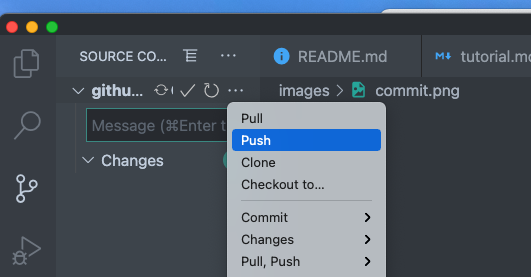 SOURCE CO... ...
README.md
tutorial.mc
githu... ...
images > commit.png
Message (⌘Enter t
Changes
Pull
Push
Clone
Checkout to...
Commit
Changes
Pull, Push